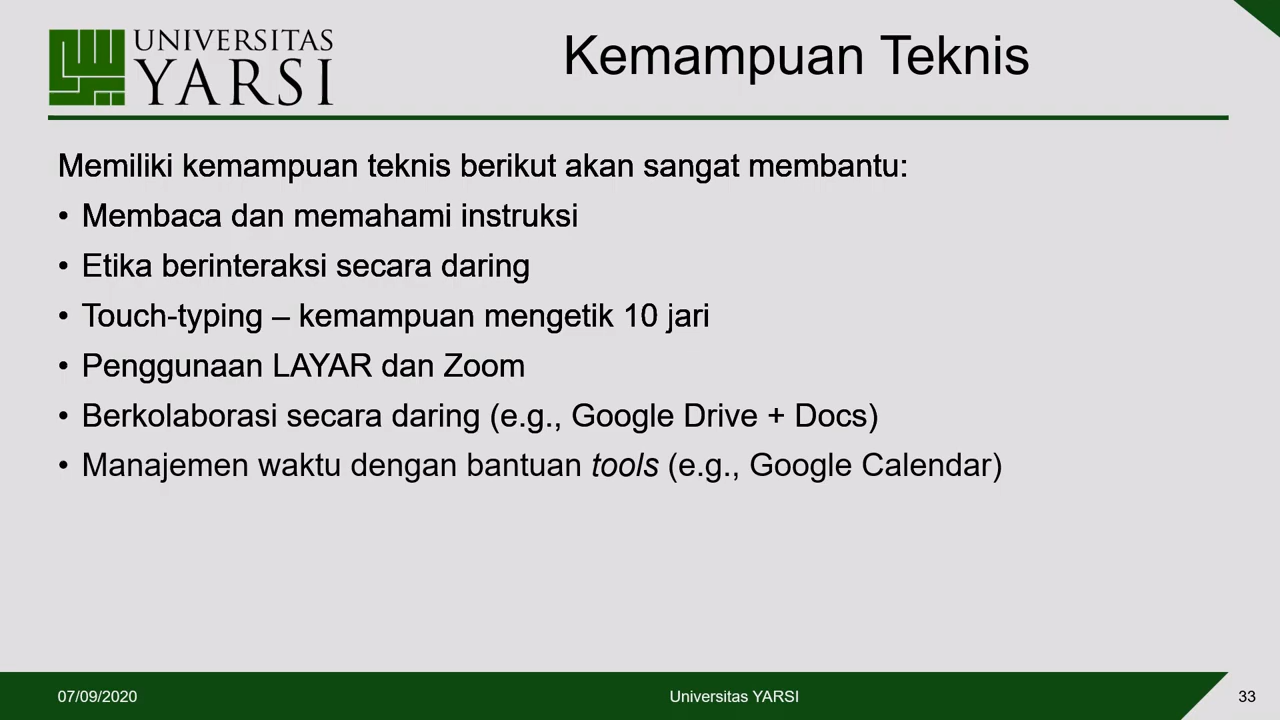 UNIVERSITAS
YARSI
Kemampuan Teknis
Memiliki kemampuan teknis berikut akan sangat membantu:
• Membaca dan memahami instruksi
• Etika berinteraksi secara daring
• Touch-typing – kemampuan mengetik 10 jari
• Penggunaan LAYAR dan Zoom
• Berkolaborasi secara daring (e.g., Google Drive + Docs)
• Manajemen waktu dengan bantuan tools (e.g., Google Calendar)
07/09/2020
Universitas YARSI
33